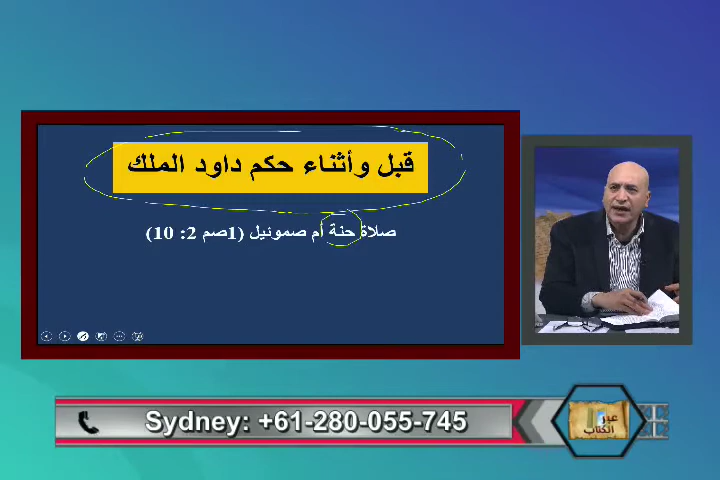 قبل وأثناء حكم داود الملك
صلاة حنة أم صموئيل (1صم 2: 10)
Sydney: +61-280-055-745
عبر
الكتاب